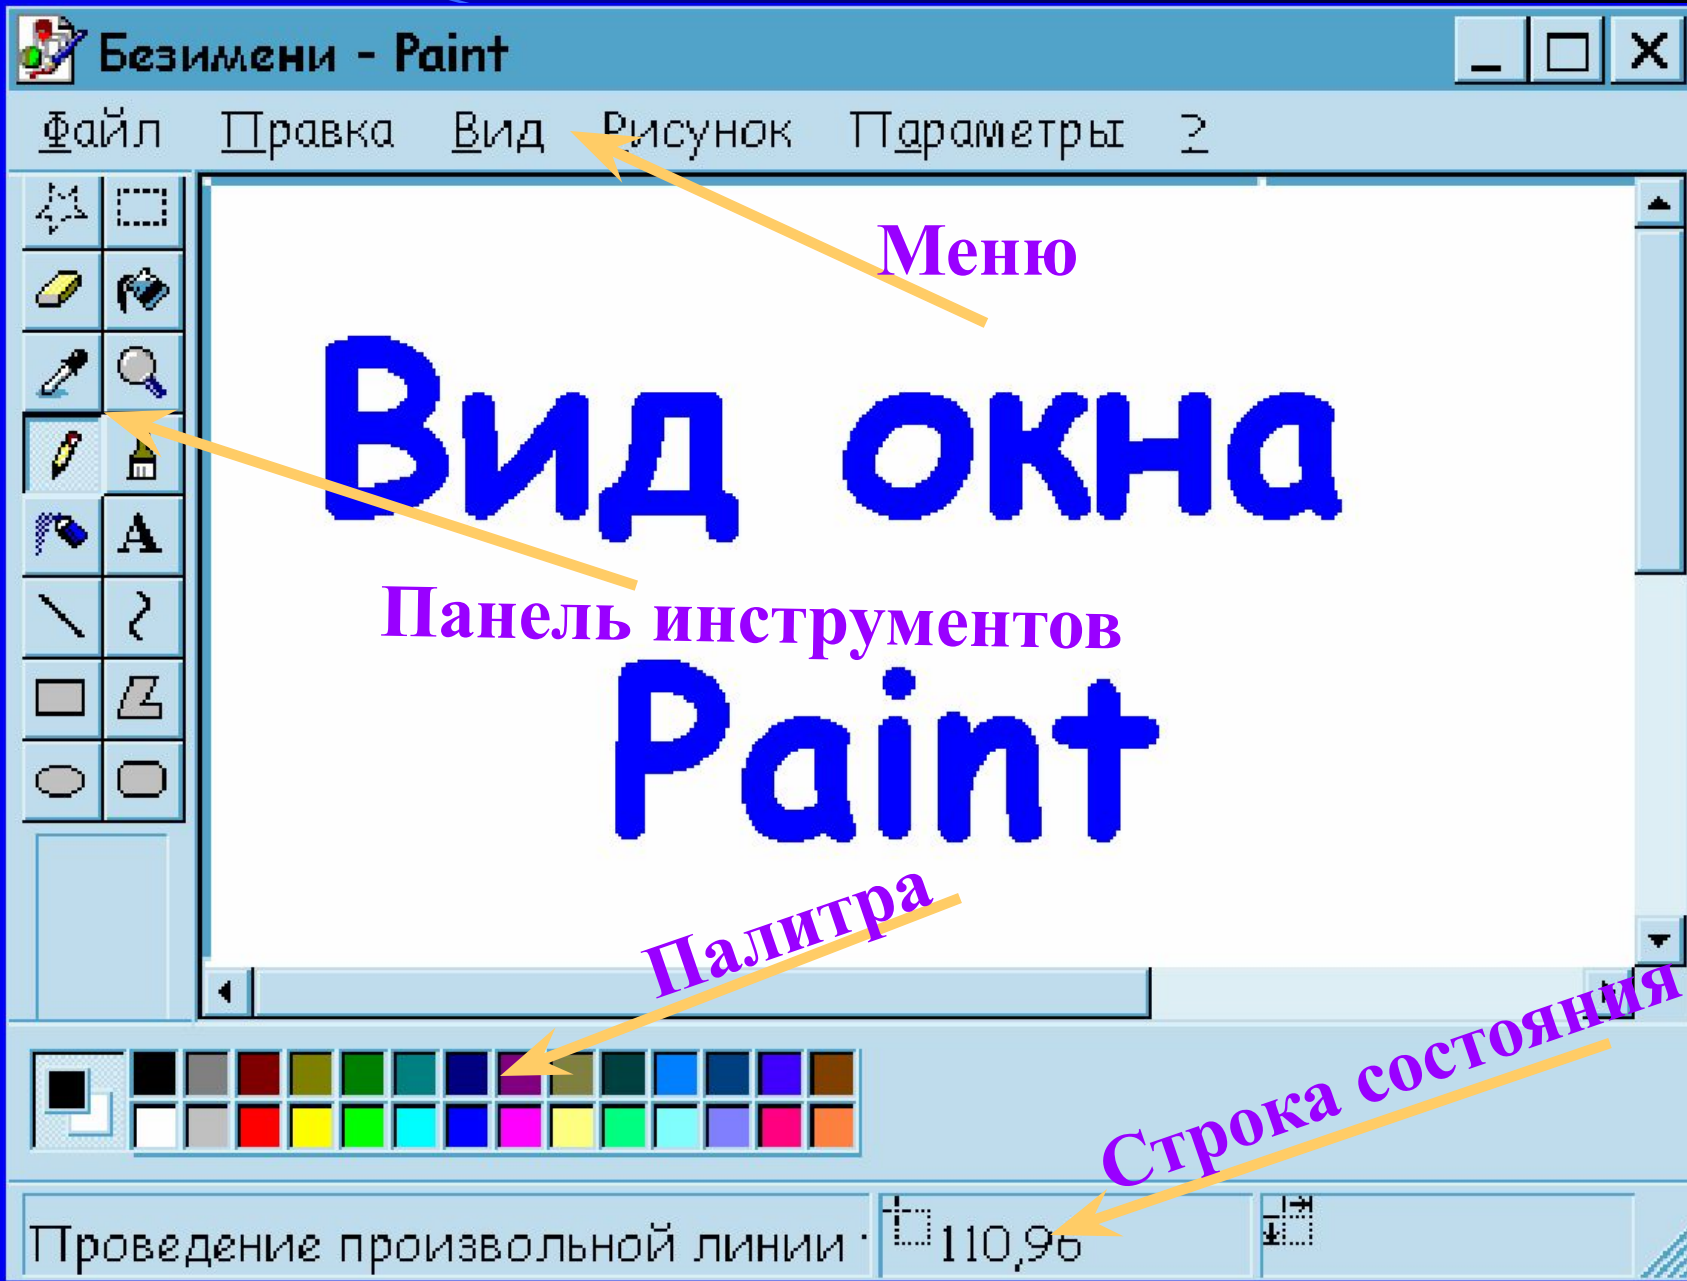 Безимени - Paint
Файл Правка Вид Рисунок Параметры ?
Меню
Вид окна
A
Панель инструментов
Paint
Палитра
Строка состояния
Проведение произвольной линии
110,96